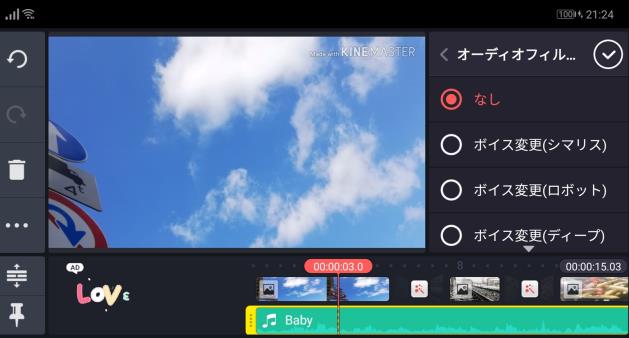 100 21:24
Made with KINEMASTER
オーディオフィル...
なし
ボイス変更(シマリス)
ボイス変更(ロボット)
ボイス変更(ディープ)
AD
LOVE
00:00:03.0
8
00:00:15.03
Baby